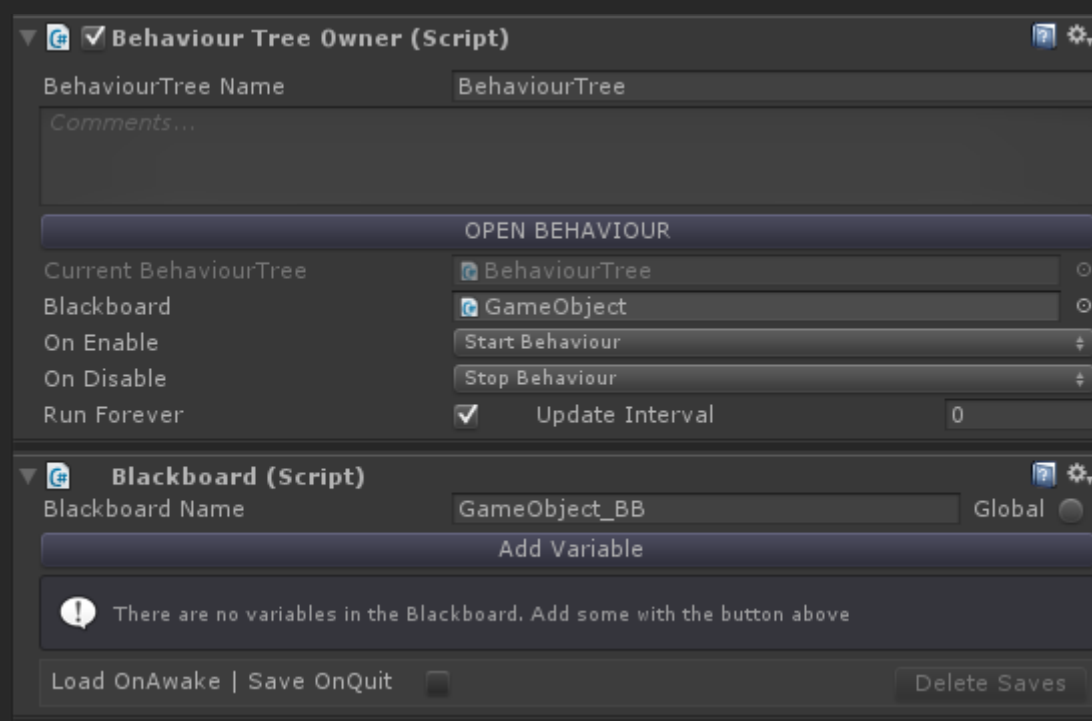 Behaviour Tree Owner (Script)
BehaviourTree Name BehaviourTree
Comments...
OPEN BEHAVIOUR
Current BehaviourTree BehaviourTree
Blackboard GameObject
On Enable Start Behaviour
On Disable Stop Behaviour
Run Forever Update Interval 0
Blackboard (Script)
Blackboard Name GameObject_BB Global
Add Variable
There are no variables in the Blackboard. Add some with the button above
Load OnAwake | Save OnQuit Delete Saves